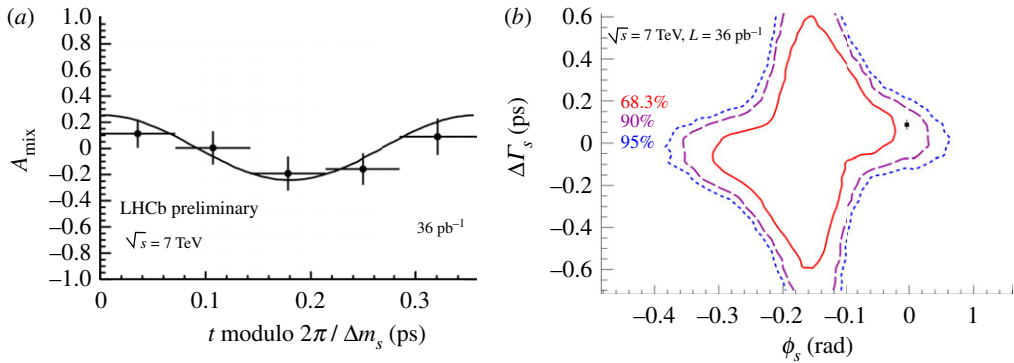 (a)
1.0
0.8
0.6
0.4
0.2
0
–0.2
–0.4
–0.6
–0.8
–1.0
A_mix
LHCb preliminary
√s = 7 TeV
36 pb⁻¹
0 0.1 0.2 0.3
t modulo 2π / Δm_s (ps)
(b)
0.6
0.4
0.2
0
–0.2
–0.4
–0.6
ΔΓ_s (ps)
√s = 7 TeV, L = 36 pb⁻¹
68.3%
90%
95%
–0.4 –0.3 –0.2 –0.1 0 1
ϕ_s (rad)